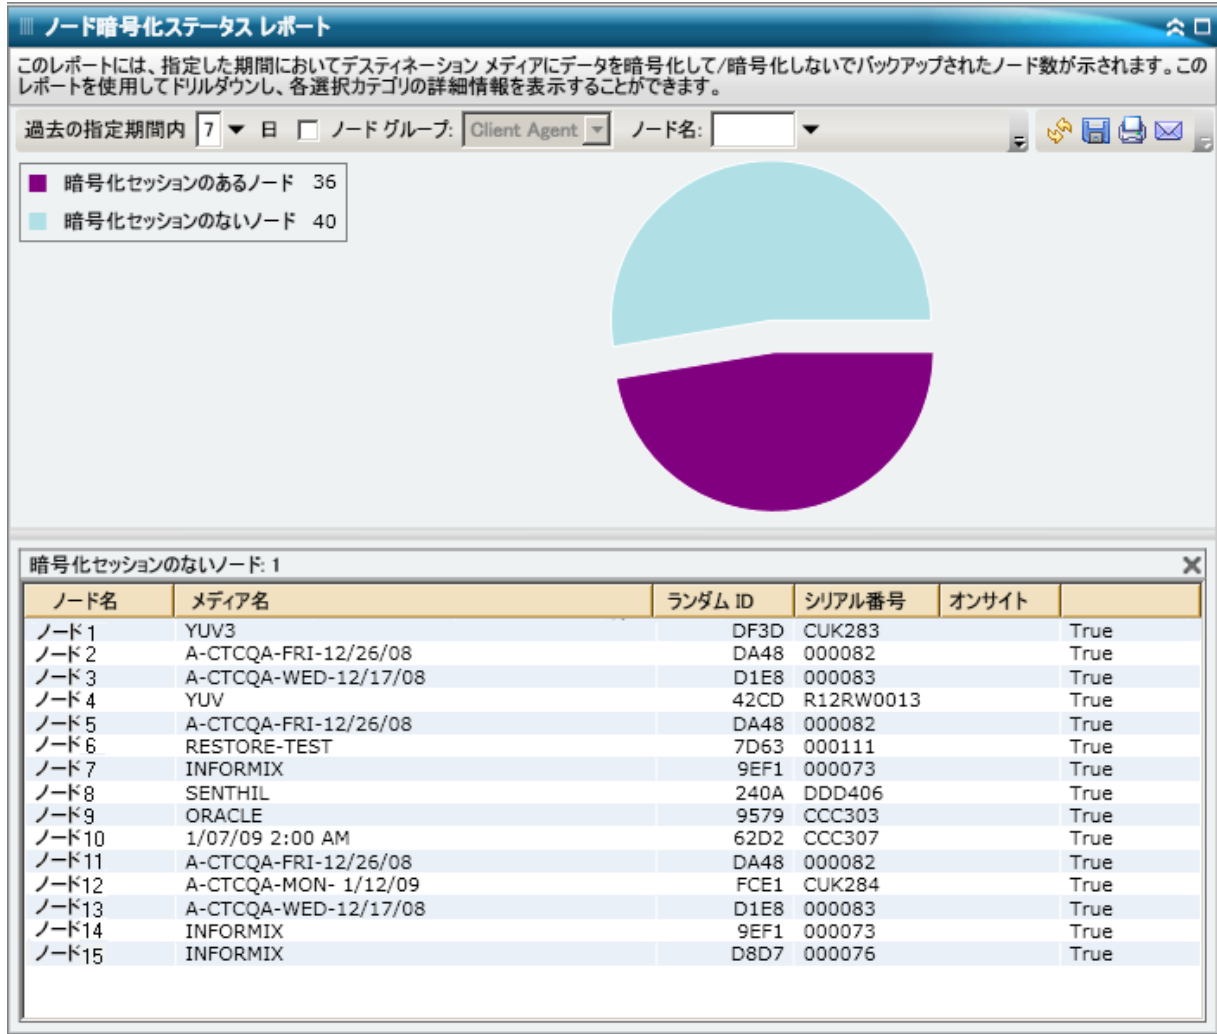 ノード暗号化ステータス レポート
このレポートには、指定した期間においてデスティネーション メディアにデータを暗号化して/暗号化しないでバックアップされたノード数が示されます。この
レポートを使用してドリルダウンし、各選択カテゴリの詳細情報を表示することができます。
過去の指定期間内 7 日 ノード グループ: Client Agent ノード名:
暗号化セッションのあるノード 36
暗号化セッションのないノード 40
暗号化セッションのないノード: 1
ノード名 メディア名 ランダム ID シリアル番号 オンサイト
ノード1 YUV3 DF3D CUK283 True
ノード2 A-CTCQA-FRI-12/26/08 DA48 000082 True
ノード3 A-CTCQA-WED-12/17/08 D1E8 000083 True
ノード4 YUV 42CD R12RW0013 True
ノード5 A-CTCQA-FRI-12/26/08 DA48 000082 True
ノード6 RESTORE-TEST 7D63 000111 True
ノード7 INFORMIX 9EF1 000073 True
ノード8 SENTHIL 240A DDD406 True
ノード9 ORACLE 9579 CCC303 True
ノード10 1/07/09 2:00 AM 62D2 CCC307 True
ノード11 A-CTCQA-FRI-12/26/08 DA48 000082 True
ノード12 A-CTCQA-MON- 1/12/09 FCE1 CUK284 True
ノード13 A-CTCQA-WED-12/17/08 D1E8 000083 True
ノード14 INFORMIX 9EF1 000073 True
ノード15 INFORMIX D8D7 000076 True